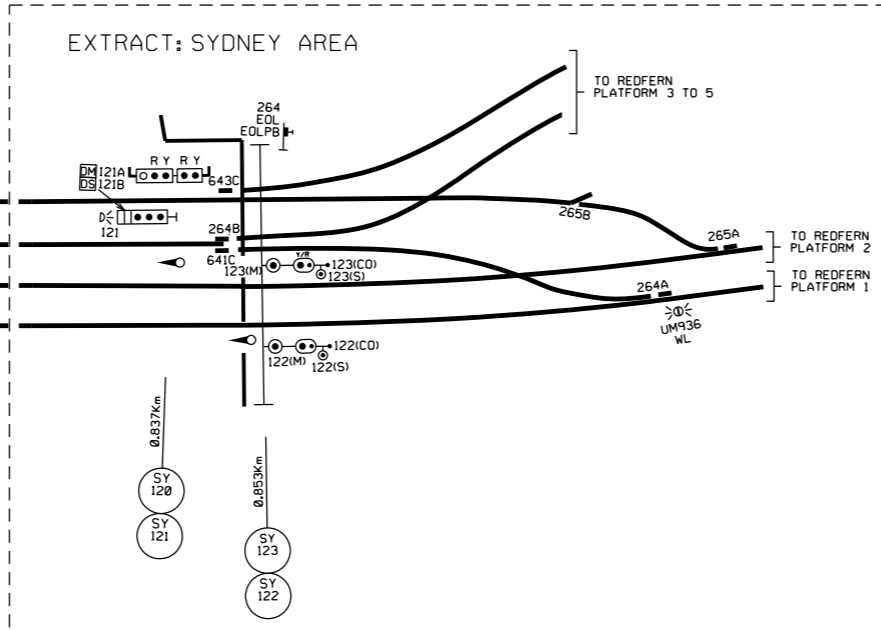 EXTRACT: SYDNEY AREA
TO REDFERN
PLATFORM 3 TO 5
264
EOL
EOLPB
R Y R Y
DM 121A
DS 121B
643C
121
264B
641C
265B
265A
TO REDFERN
PLATFORM 2
Y/R
123(M)
123(CO)
123(S)
264A
TO REDFERN
PLATFORM 1
UM936
WL
122(M)
122(CO)
122(S)
0.837Km
0.853Km
SY
120
SY
121
SY
123
SY
122